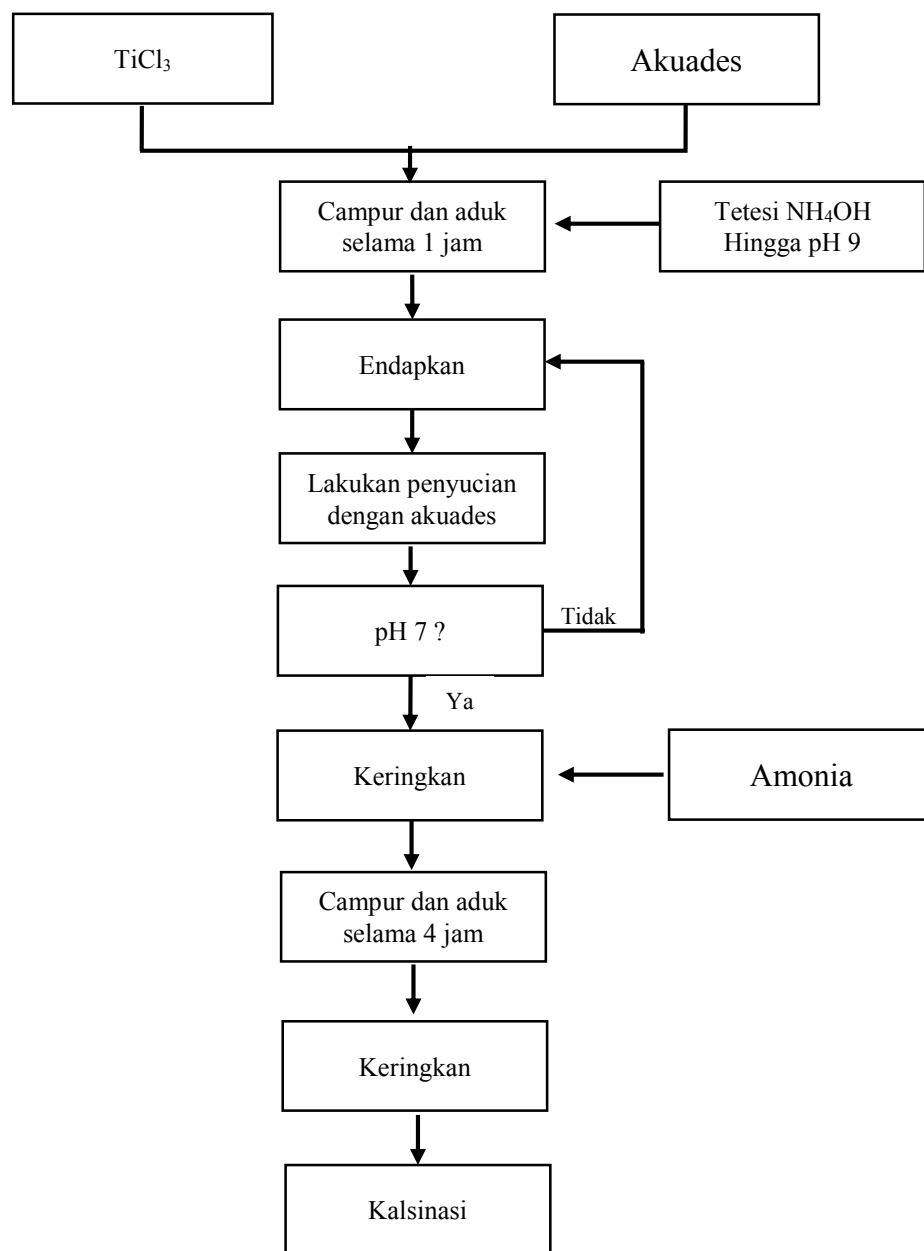 TiCl₃
Akuades
Campur dan aduk
selama 1 jam
Tetesi NH₄OH
Hingga pH 9
Endapkan
Lakukan penyucian
dengan akuades
pH 7 ?
Tidak
Ya
Keringkan
Amonia
Campur dan aduk
selama 4 jam
Keringkan
Kalsinasi